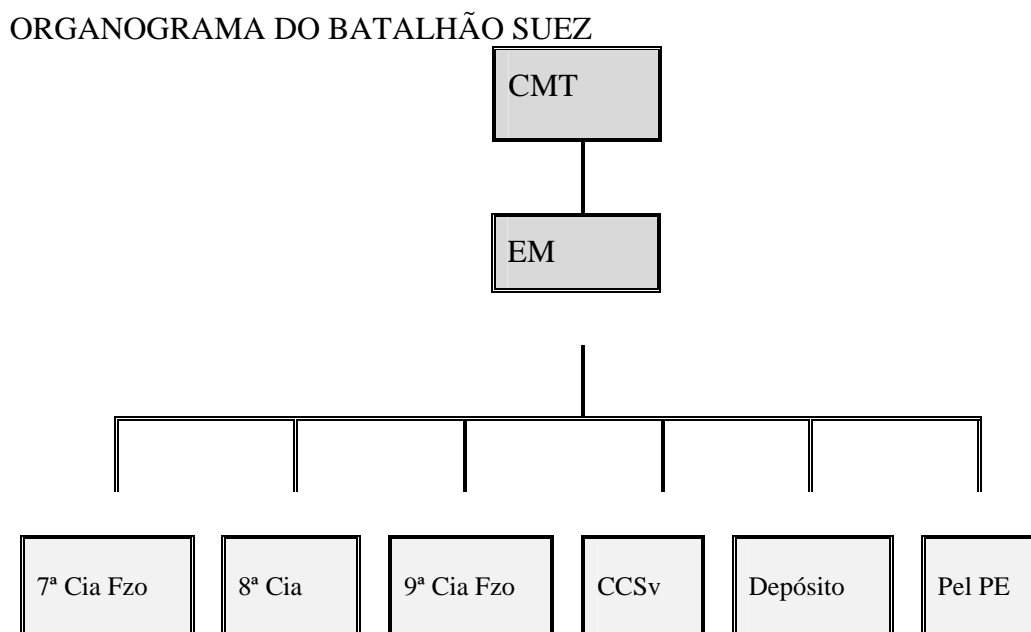 ORGANOGRAMA DO BATALHÃO SUEZ
CMT
EM
7ª Cia Fzo
8ª Cia
9ª Cia Fzo
CCSv
Depósito
Pel PE